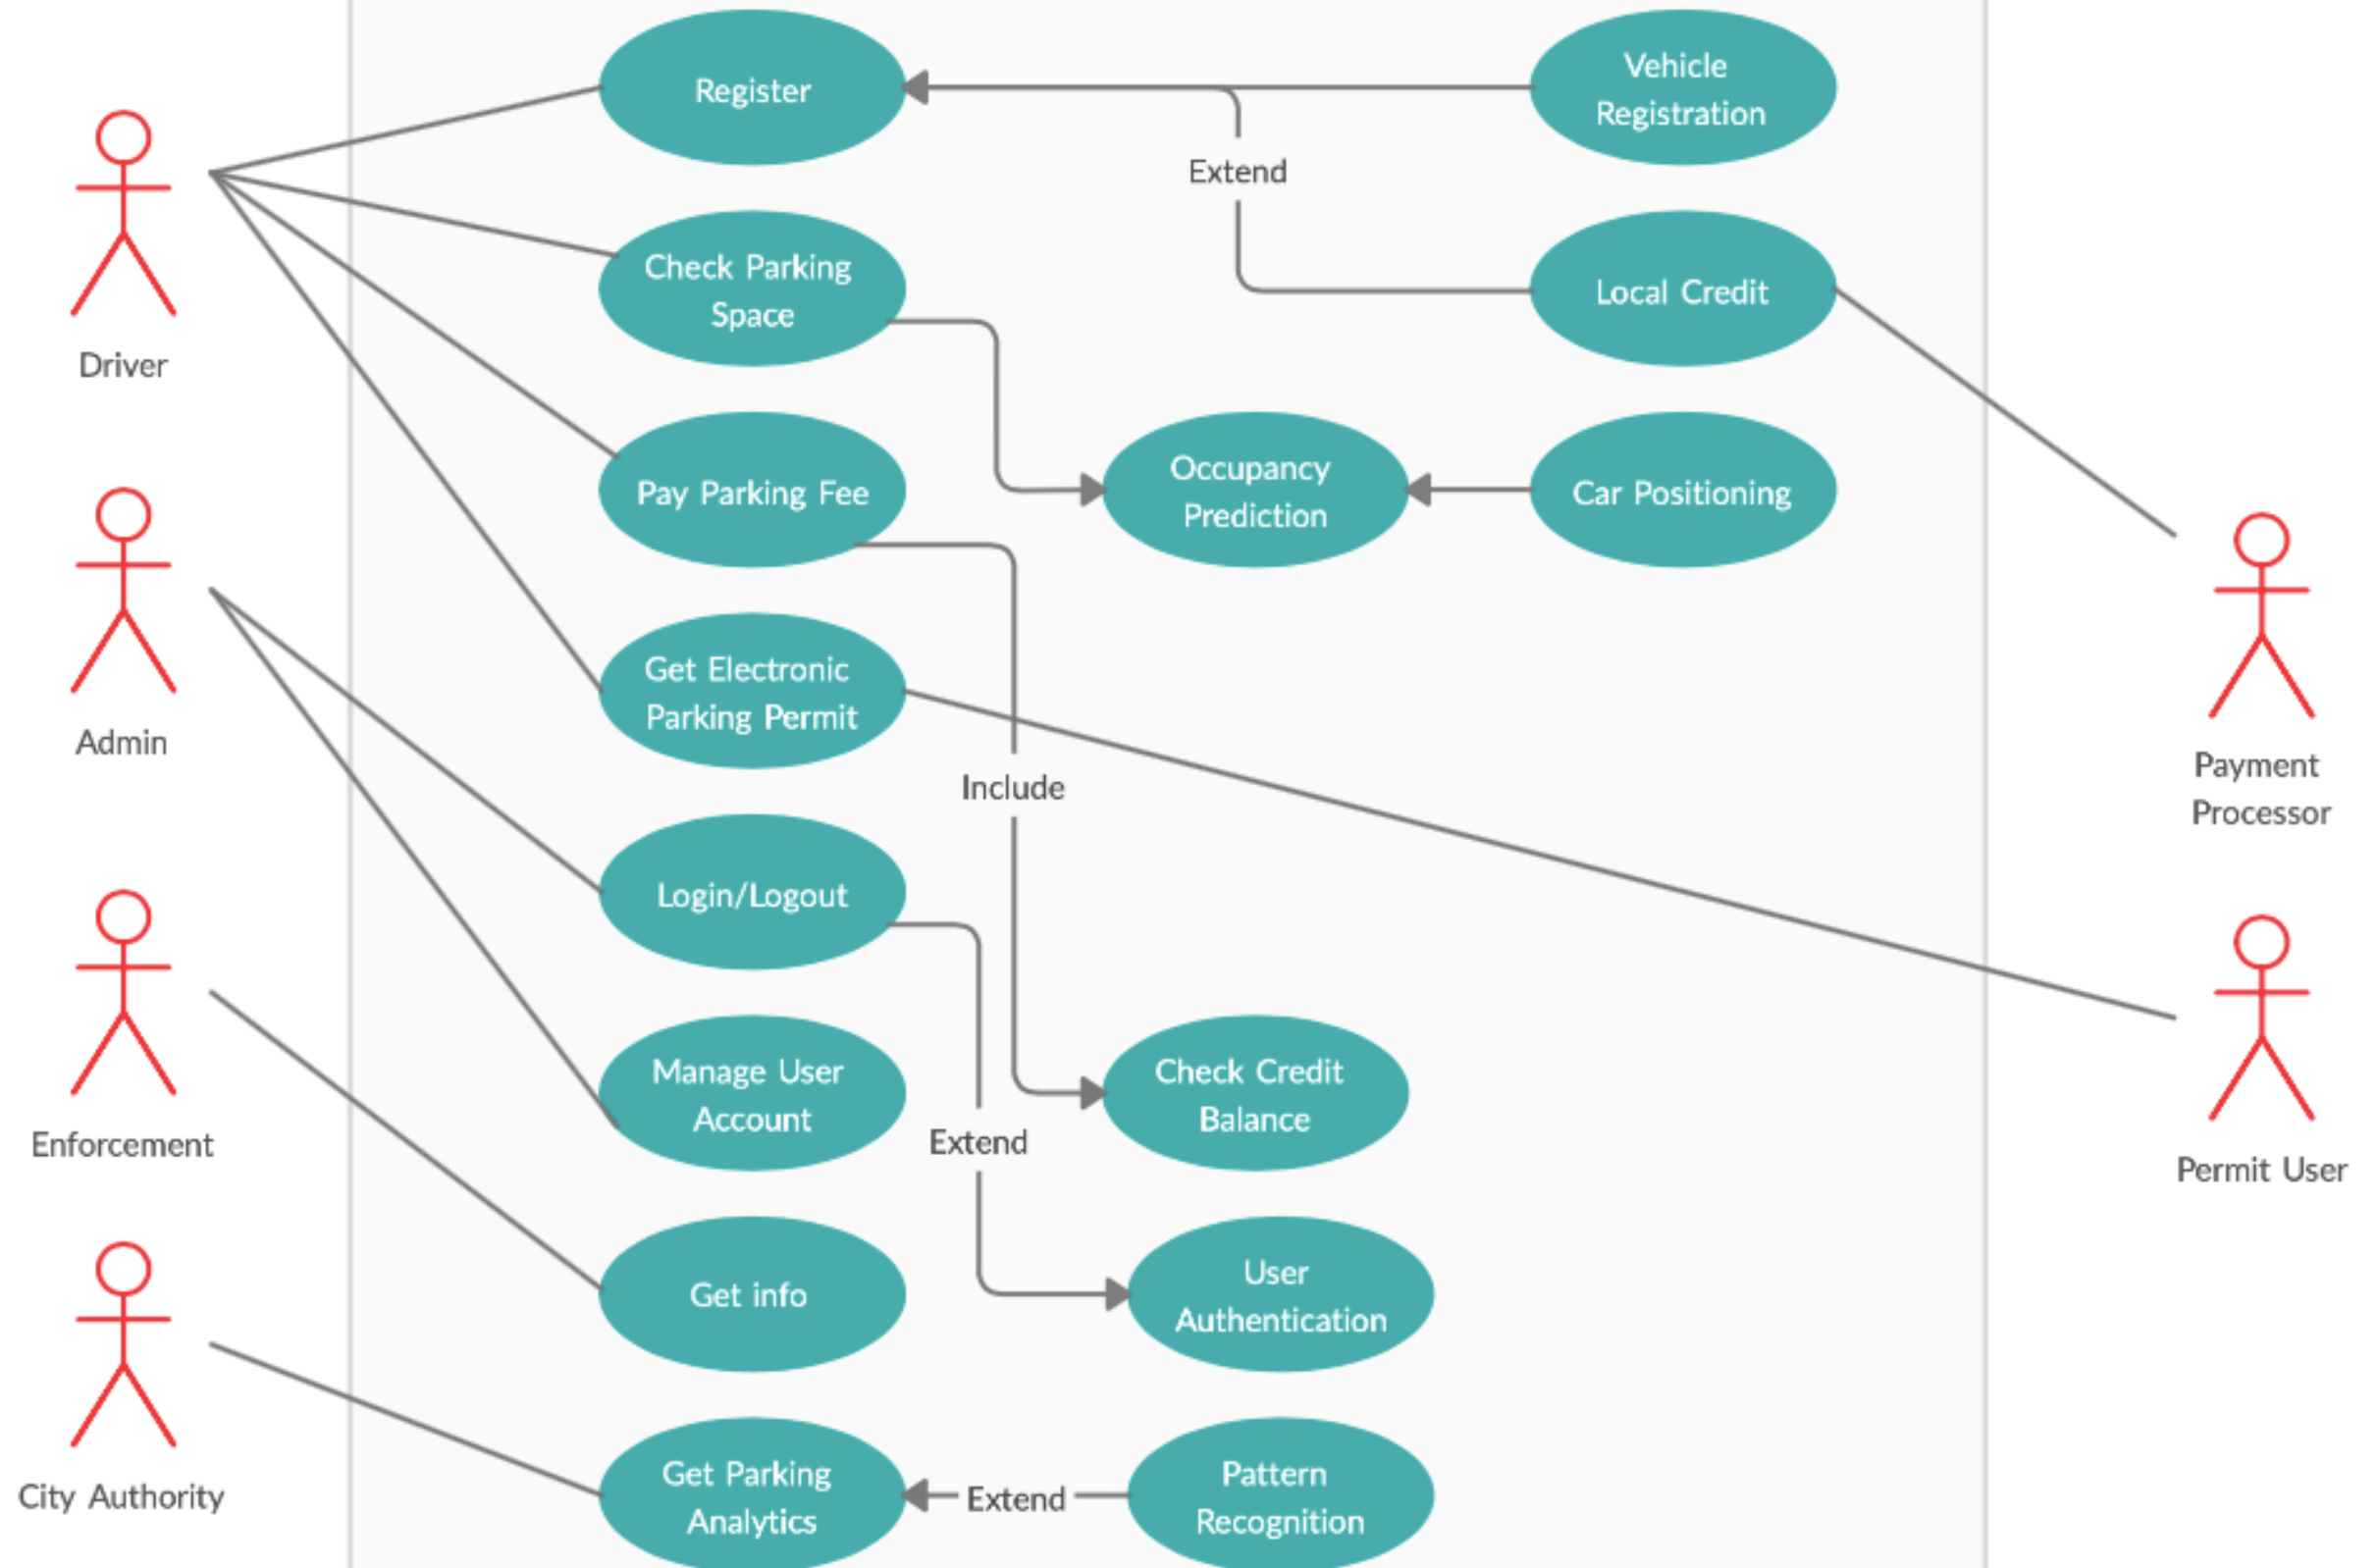 Register
Vehicle
Registration
Extend
Check Parking
Space
Local Credit
Driver
Pay Parking Fee
Occupancy
Prediction
Car Positioning
Get Electronic
Parking Permit
Admin
Include
Payment
Processor
Login/Logout
Manage User
Account
Check Credit
Balance
Enforcement
Extend
Permit User
Get info
User
Authentication
City Authority
Get Parking
Analytics
Extend
Pattern
Recognition